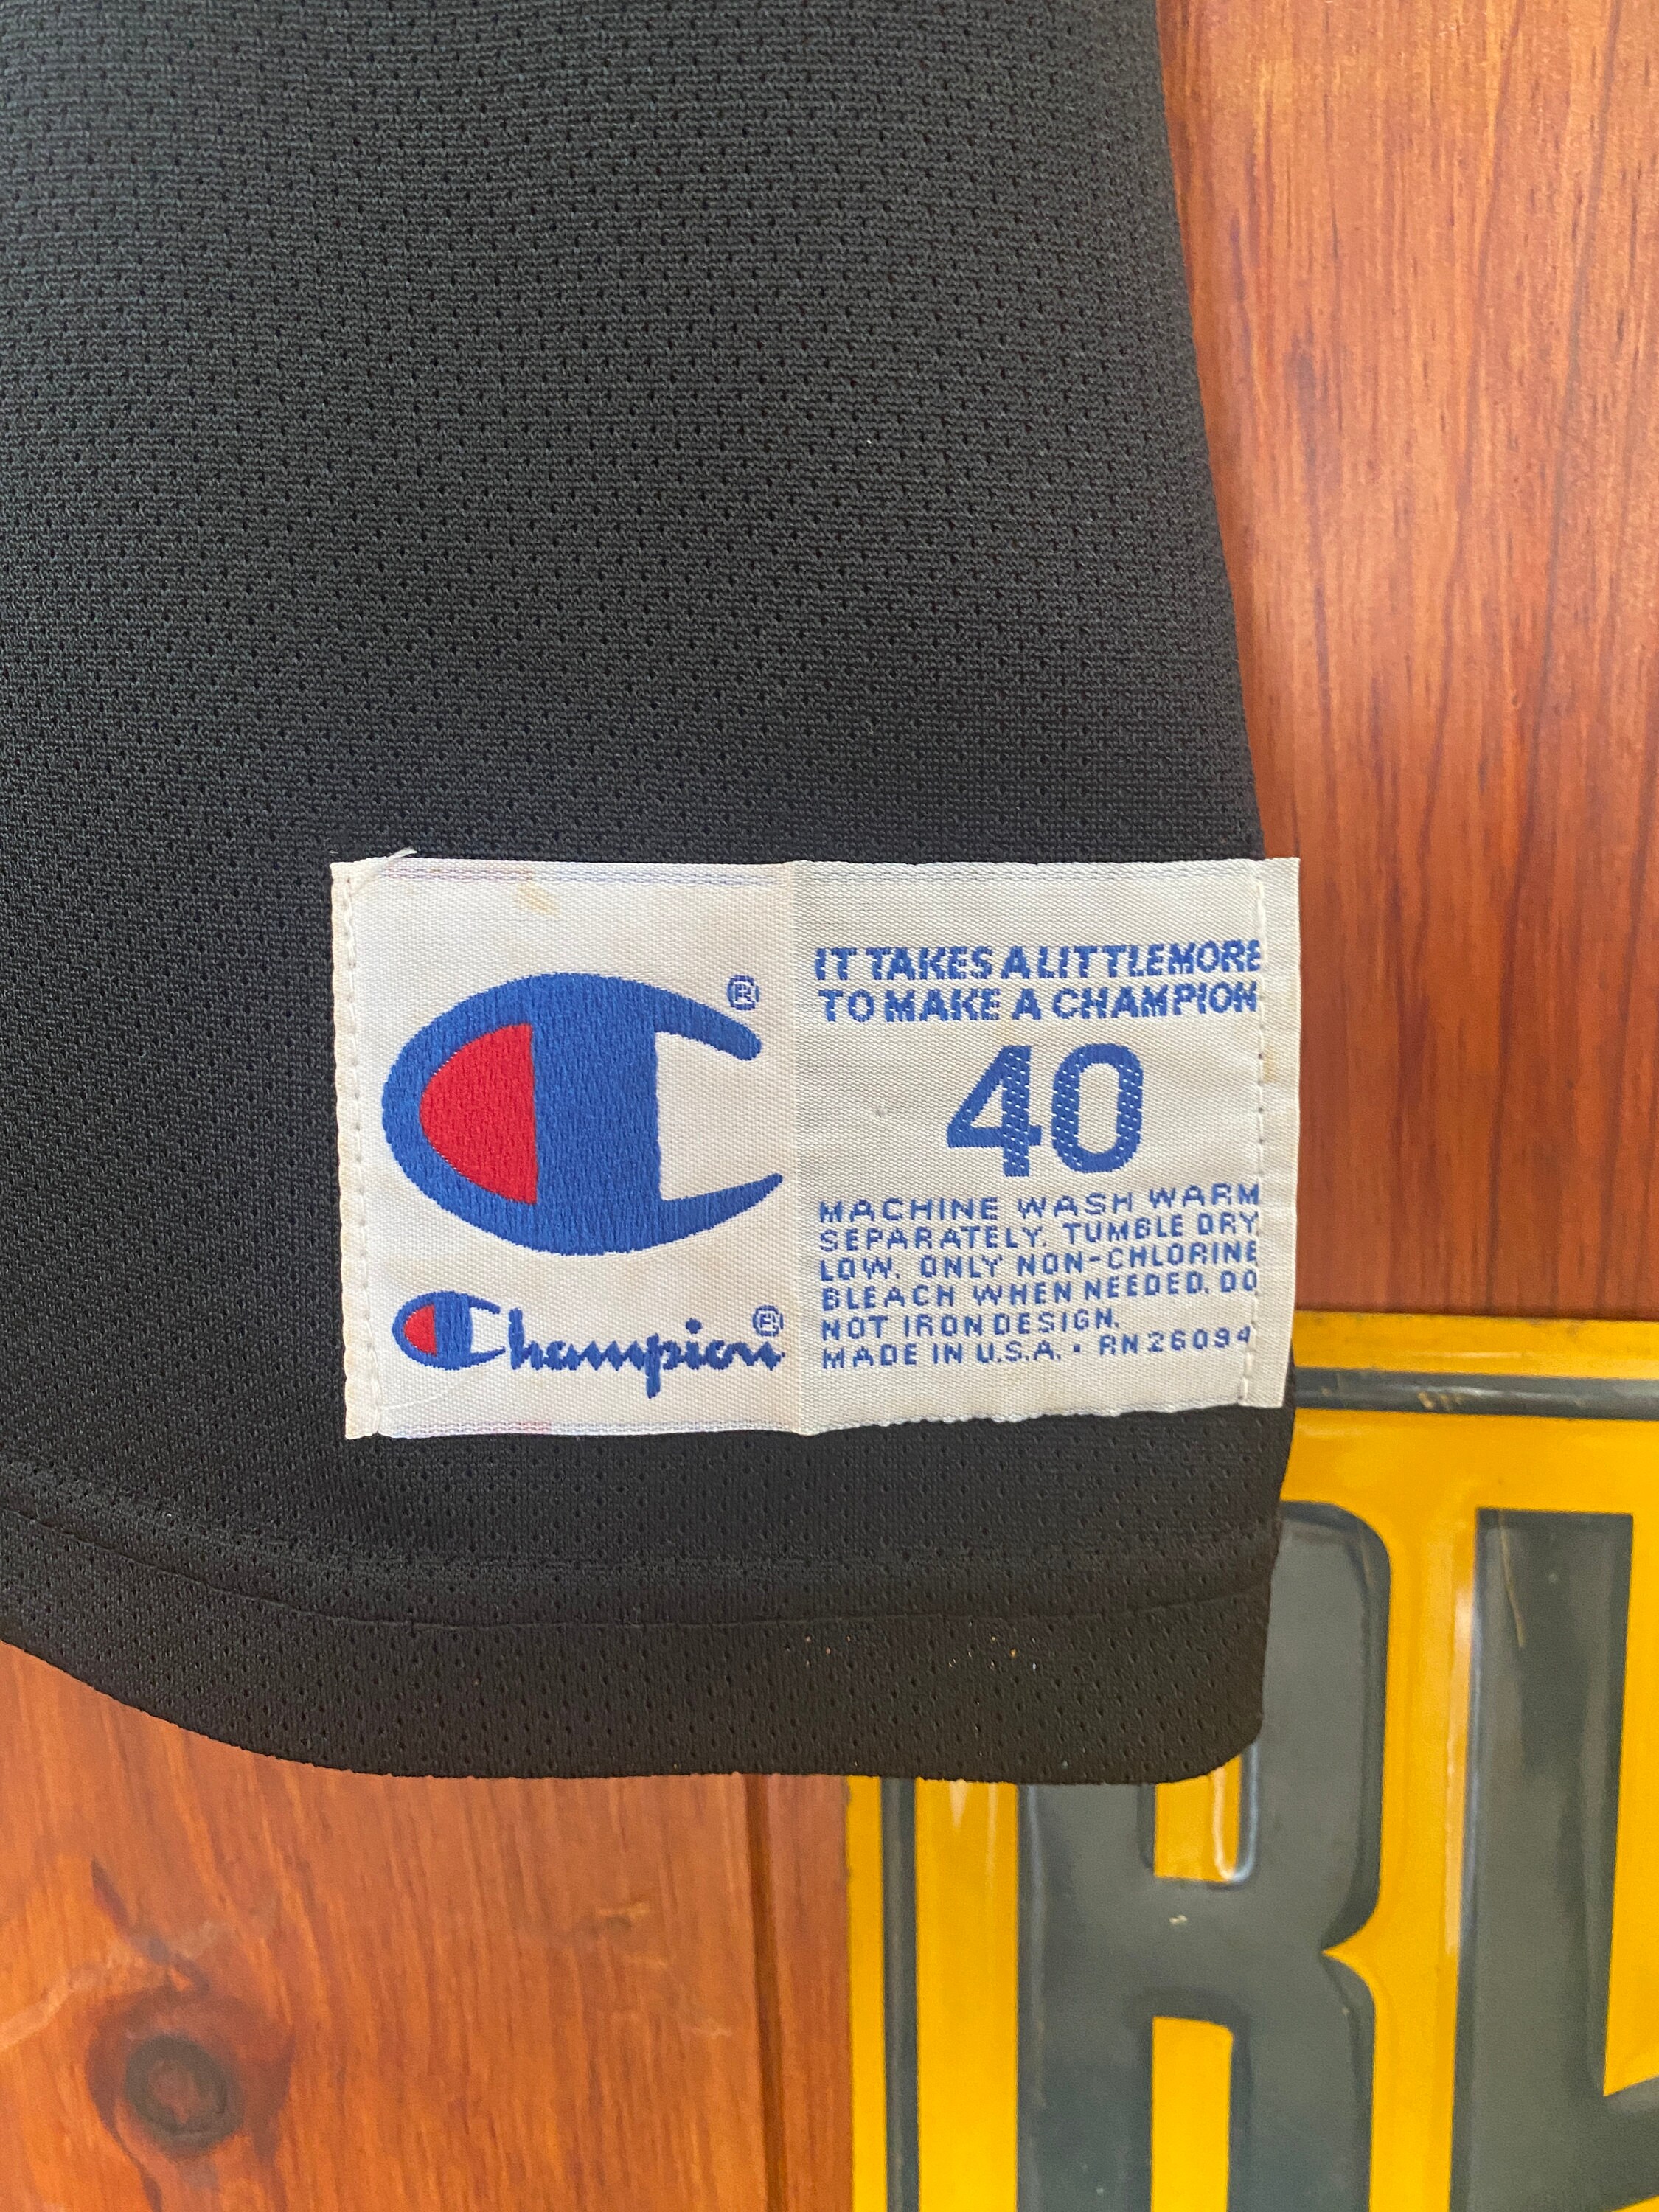 ®
Champion®
IT TAKES A LITTLE MORE
TO MAKE A CHAMPION
40
MACHINE WASH WARM
SEPARATELY. TUMBLE DRY
LOW. ONLY NON-CHLORINE
BLEACH WHEN NEEDED. DO
NOT IRON DESIGN.
MADE IN U.S.A. • RN26094